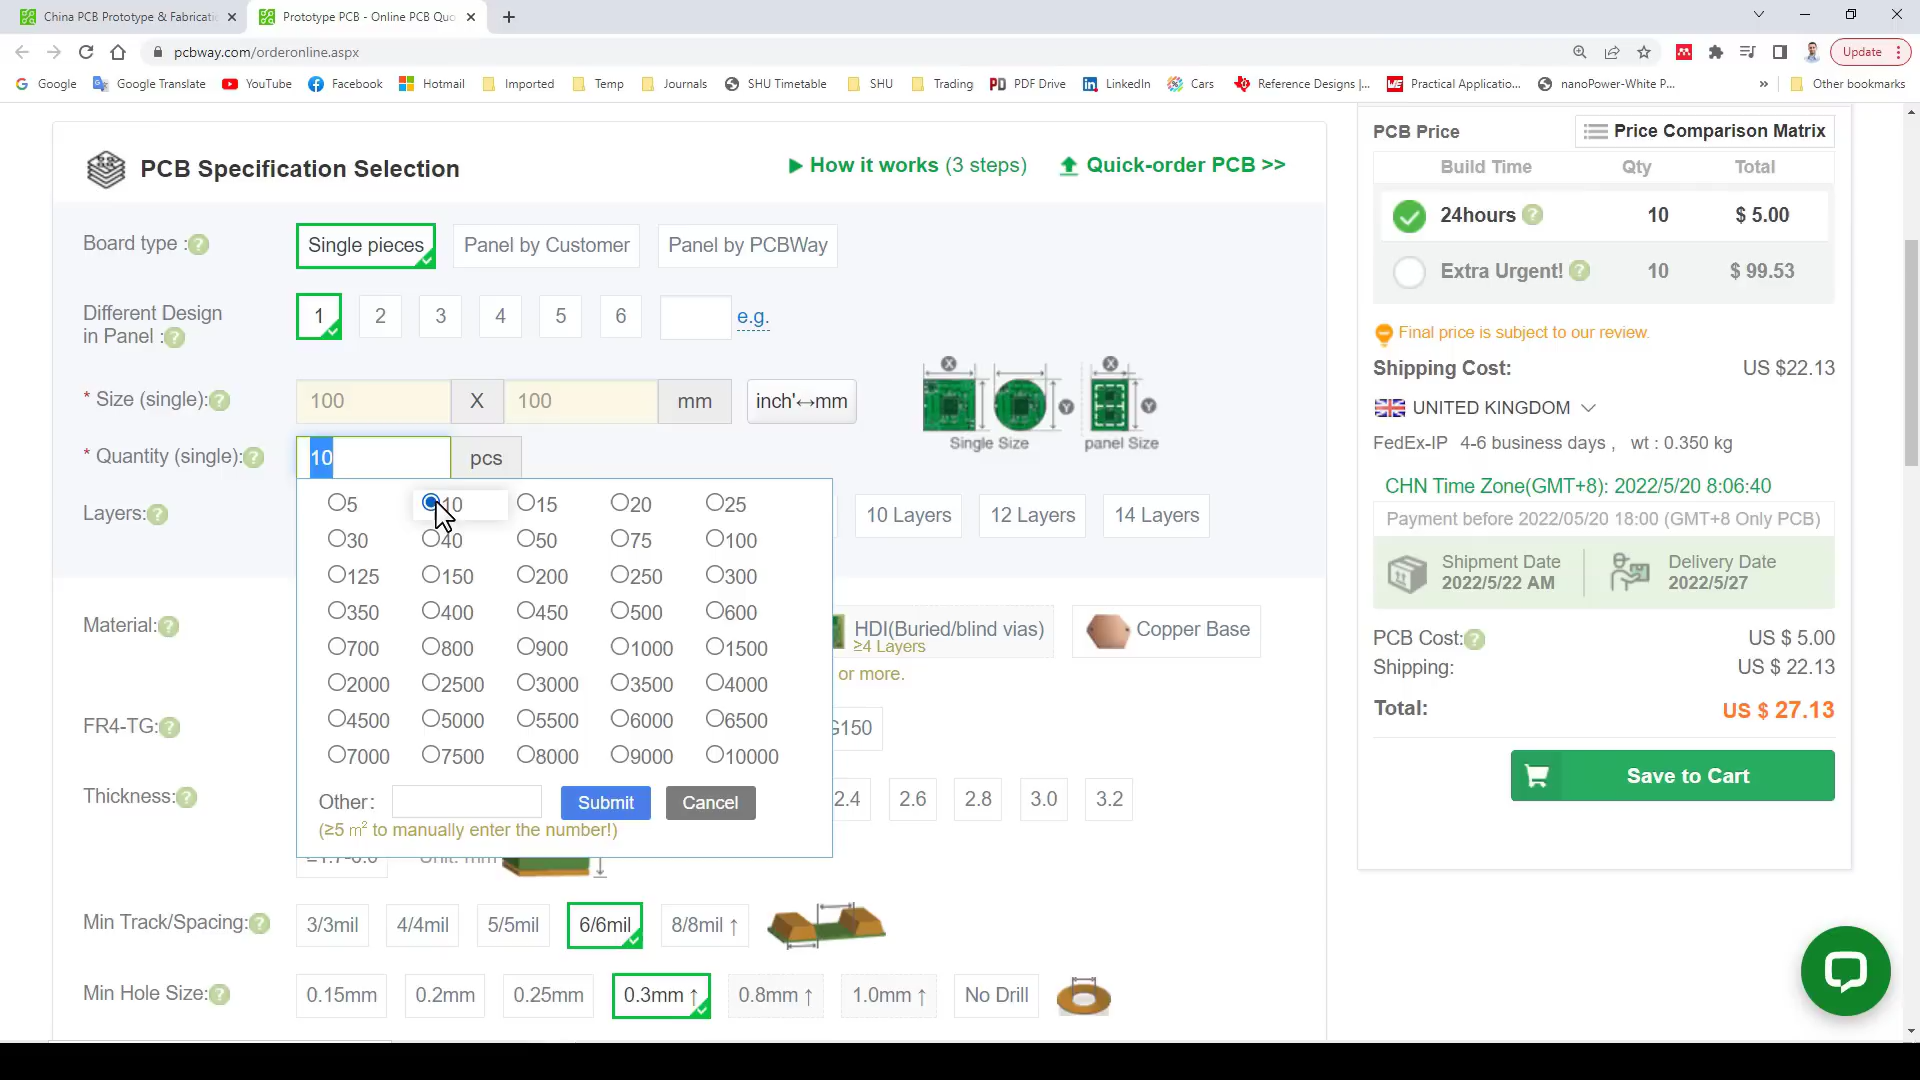 China PCB Prototype & Fabricati
Prototype PCB - Online PCB Quo
pcbway.com/orderonline.aspx
Update
Google
Google Translate
YouTube
Facebook
Hotmail
Imported
Temp
Journals
SHU Timetable
SHU
Trading
PDF Drive
LinkedIn
Cars
Reference Designs |...
Practical Applicatio...
nanoPower-White P...
»
Other bookmarks
PCB Specification Selection
How it works (3 steps)
Quick-order PCB >>
Board type :
Single pieces
Panel by Customer
Panel by PCBWay
Different Design
in Panel :
1
2
3
4
5
6
e.g.
* Size (single):
100
X
100
mm
inch'↔mm
X
X
Y
Y
Single Size
panel Size
* Quantity (single):
10
pcs
5
10
15
20
25
30
40
50
75
100
125
150
200
250
300
350
400
450
500
600
700
800
900
1000
1500
2000
2500
3000
3500
4000
4500
5000
5500
6000
6500
7000
7500
8000
9000
10000
Other:
Submit
Cancel
(≥5 m² to manually enter the number!)
Layers:
10 Layers
12 Layers
14 Layers
Material:
HDI(Buried/blind vias)
≥4 Layers
Copper Base
or more.
FR4-TG:
G150
Thickness:
2.4
2.6
2.8
3.0
3.2
Unit: mm
Min Track/Spacing:
3/3mil
4/4mil
5/5mil
6/6mil
8/8mil ↑
Min Hole Size:
0.15mm
0.2mm
0.25mm
0.3mm ↑
0.8mm ↑
1.0mm ↑
No Drill
PCB Price
Price Comparison Matrix
Build Time
Qty
Total
24hours
10
$ 5.00
Extra Urgent!
10
$ 99.53
Final price is subject to our review.
Shipping Cost:
US $22.13
UNITED KINGDOM
FedEx-IP 4-6 business days , wt : 0.350 kg
CHN Time Zone(GMT+8): 2022/5/20 8:06:40
Payment before 2022/05/20 18:00 (GMT+8 Only PCB)
Shipment Date
2022/5/22 AM
Delivery Date
2022/5/27
PCB Cost:
US $ 5.00
Shipping:
US $ 22.13
Total:
US $ 27.13
Save to Cart